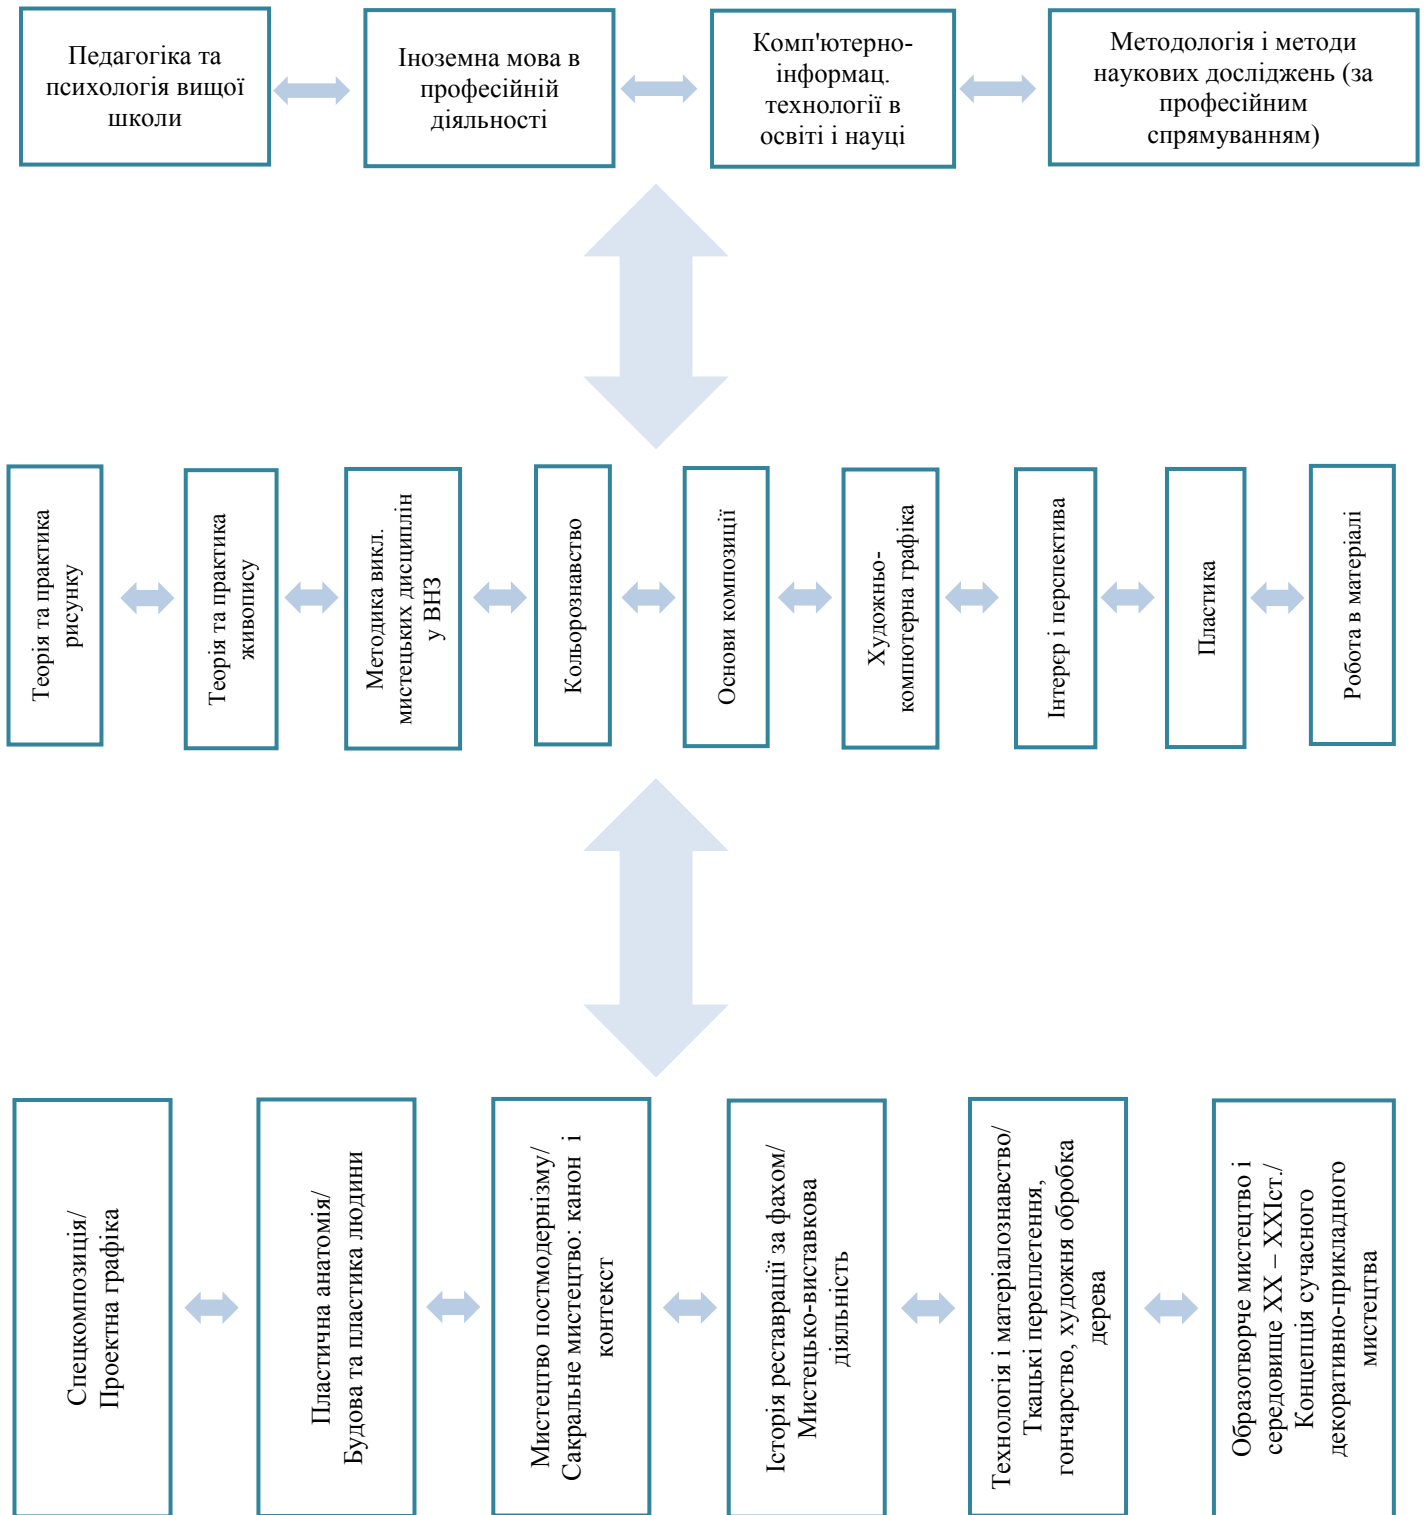 Педагогіка та
психологія вищої
школи
Іноземна мова в
професійній
діяльності
Комп'ютерно-
інформац.
технології в
освіті і науці
Методологія і методи
наукових досліджень (за
професійним
спрямуванням)
Теорія та практика
рисунку
Теорія та практика
живопису
Методика викл.
мистецьких дисциплін
у ВНЗ
Кольорознавство
Основи композиції
Художньо-
компютерна графіка
Інтерєр і перспектива
Пластика
Робота в матеріалі
Спецкомпозиція/
Проектна графіка
Пластична анатомія/
Будова та пластика людини
Мистецтво постмодернізму/
Сакральне мистецтво: канон і
контекст
Історія реставрації за фахом/
Мистецько-виставкова
діяльність
Технологія і матеріалознавство/
Ткацькі переплетення,
гончарство, художня обробка
дерева
Образотворче мистецтво і
середовище ХХ – ХХІст./
Концепція сучасного
декоративно-прикладного
мистецтва